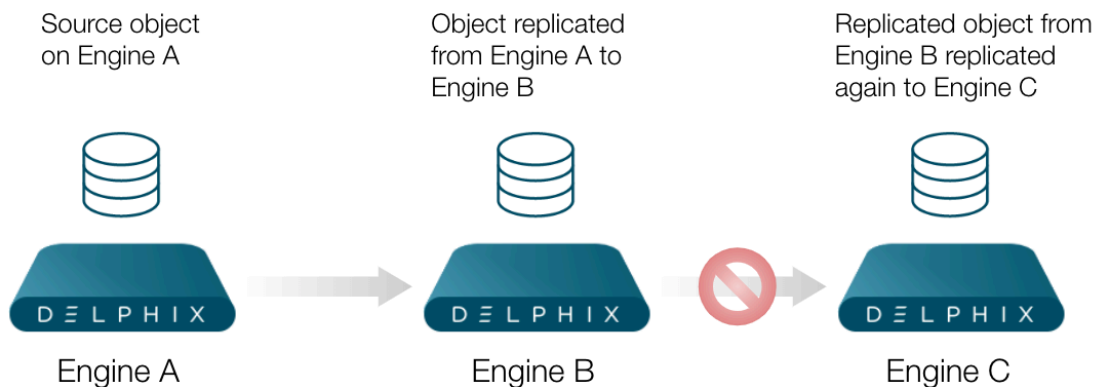 Source object
on Engine A
Object replicated
from Engine A to
Engine B
Replicated object from
Engine B replicated
again to Engine C
DELPHIX
DELPHIX
DELPHIX
Engine A
Engine B
Engine C